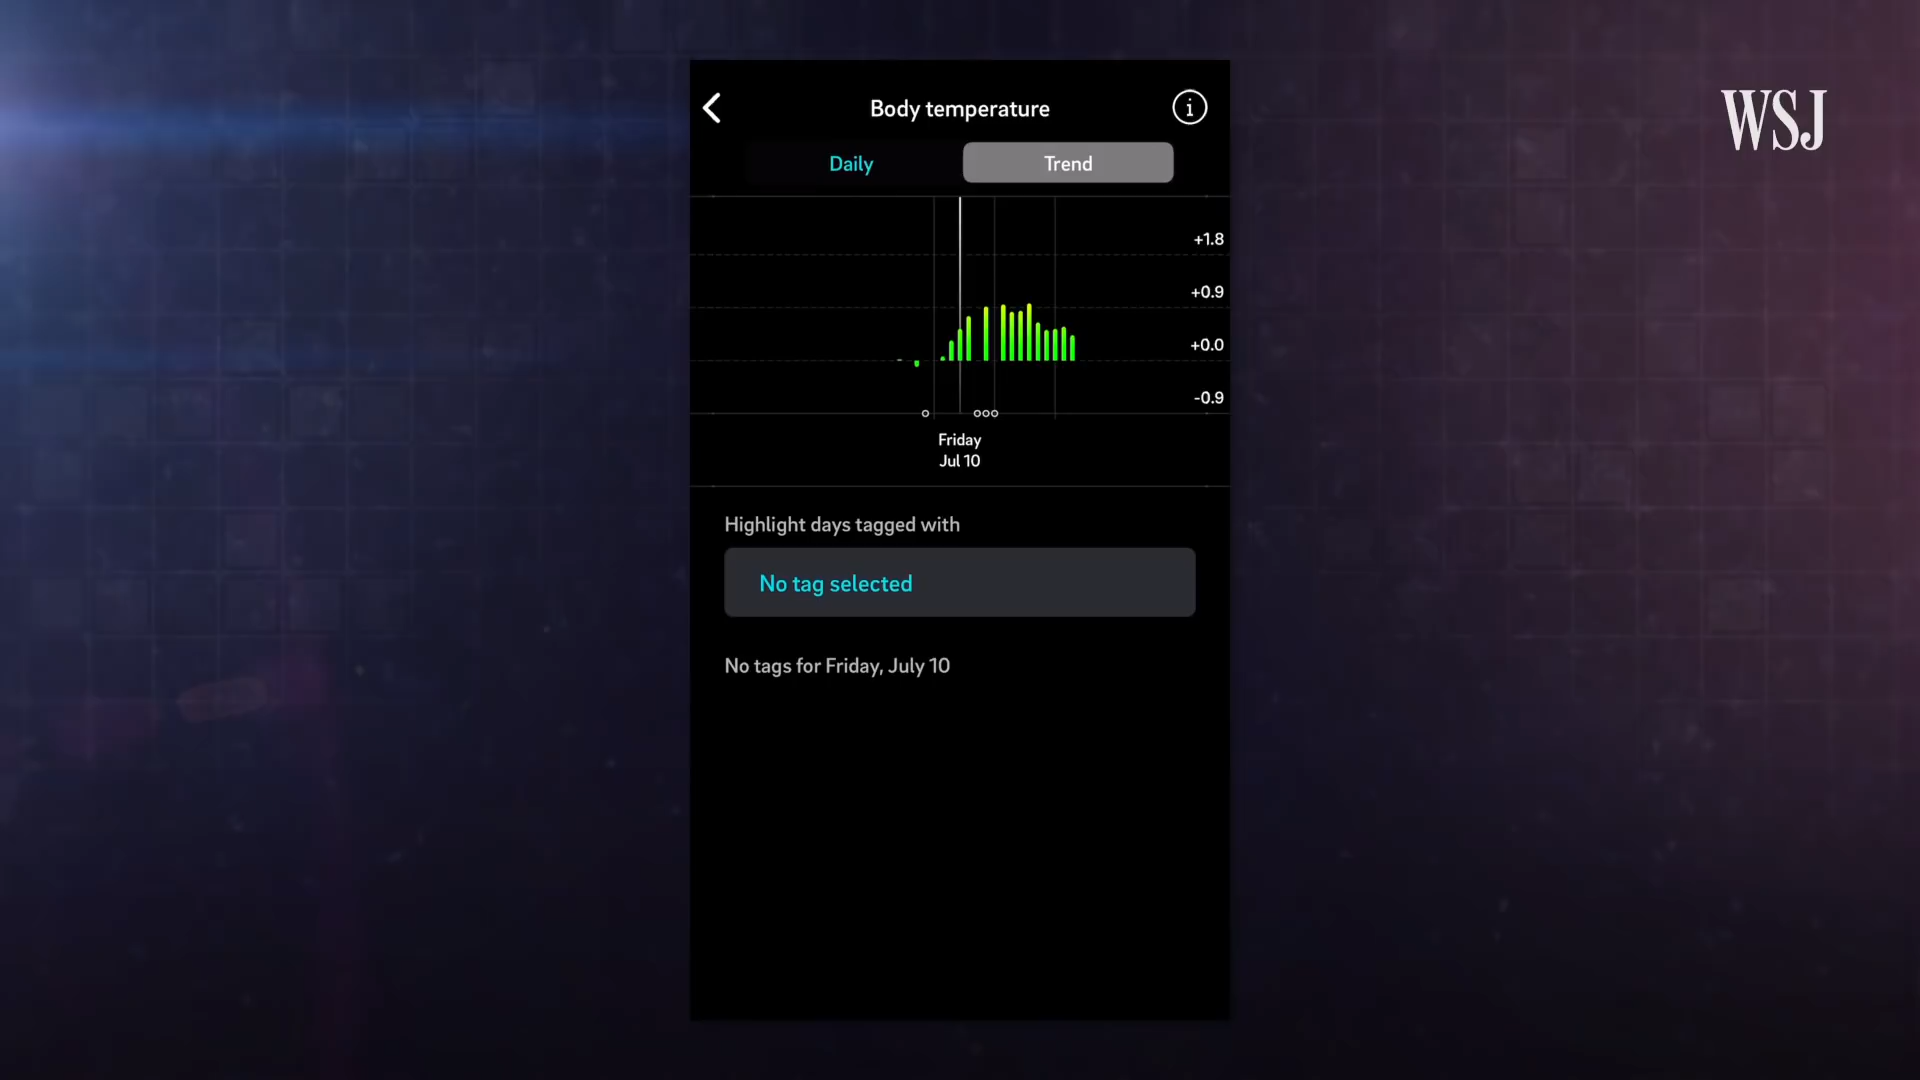 WSJ
Body temperature
Daily
Trend
+1.8
+0.9
+0.0
-0.9
Friday
Jul 10
Highlight days tagged with
No tag selected
No tags for Friday, July 10